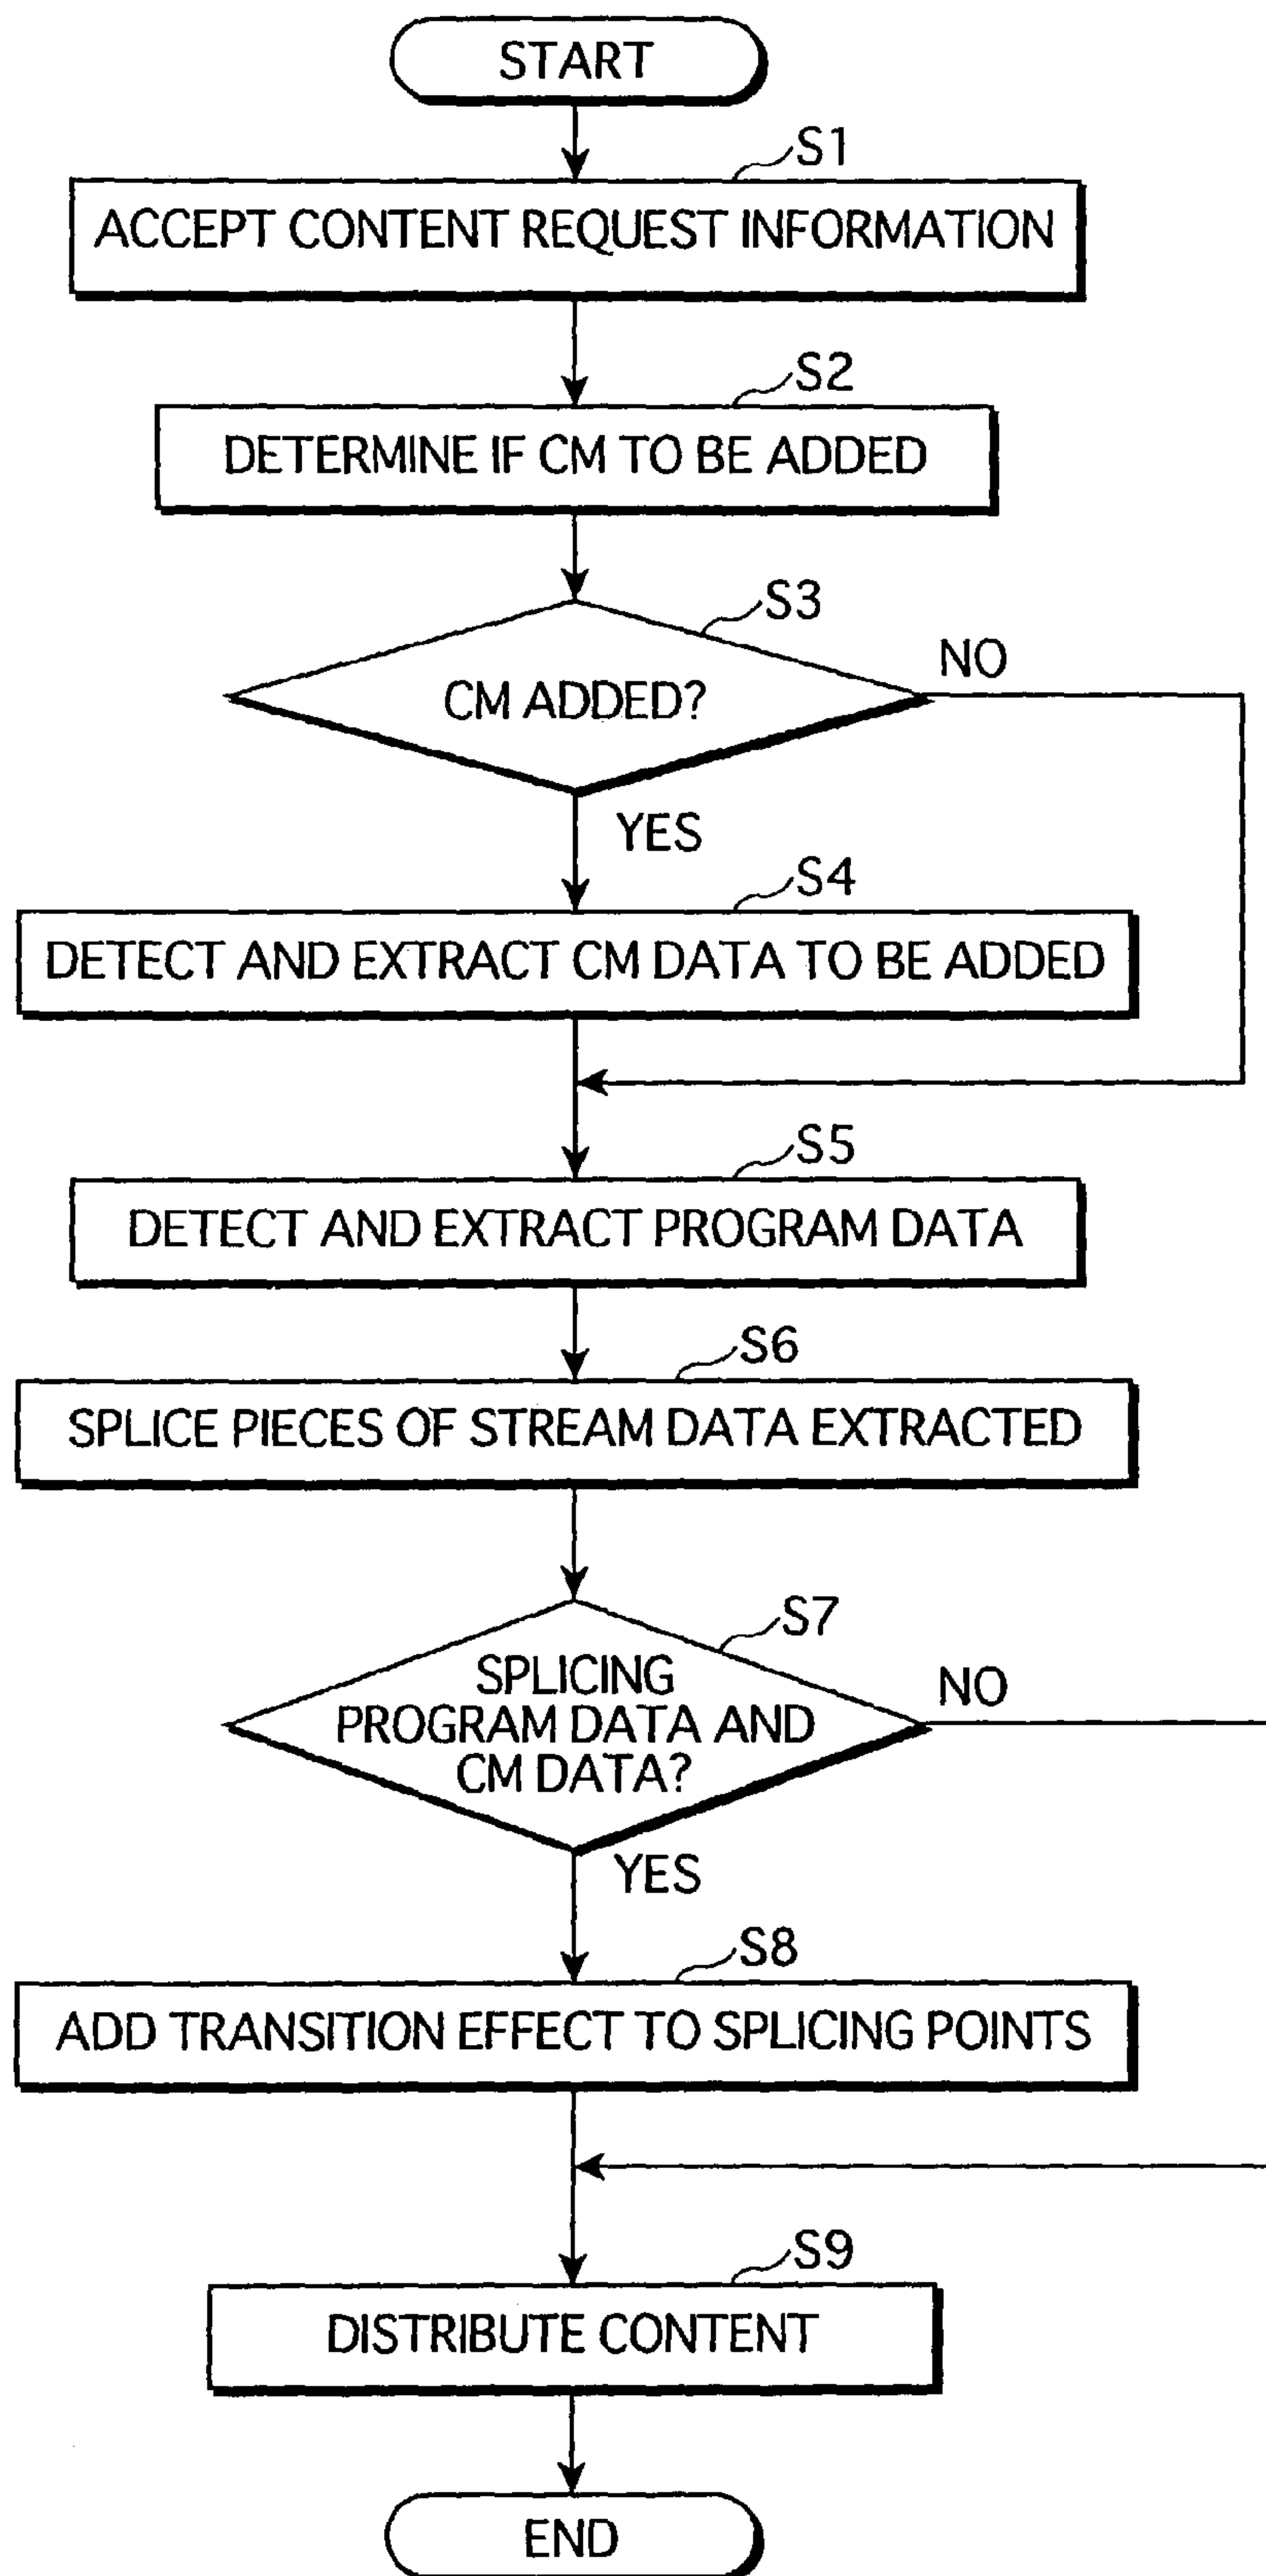 START
S1
ACCEPT CONTENT REQUEST INFORMATION
S2
DETERMINE IF CM TO BE ADDED
S3
CM ADDED?
NO
YES
S4
DETECT AND EXTRACT CM DATA TO BE ADDED
S5
DETECT AND EXTRACT PROGRAM DATA
S6
SPLICE PIECES OF STREAM DATA EXTRACTED
S7
SPLICING
PROGRAM DATA AND
CM DATA?
NO
YES
S8
ADD TRANSITION EFFECT TO SPLICING POINTS
S9
DISTRIBUTE CONTENT
END